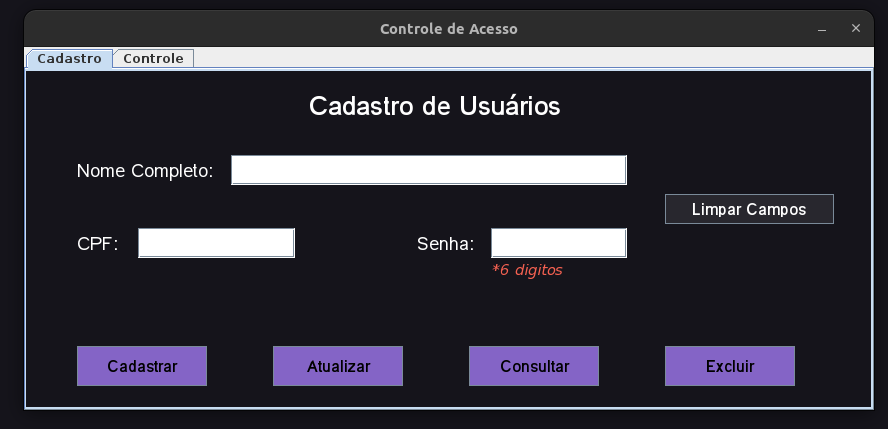 Controle de Acesso
Cadastro Controle
Cadastro de Usuários
Nome Completo:
Limpar Campos
CPF: Senha:
*6 digitos
Cadastrar Atualizar Consultar Excluir